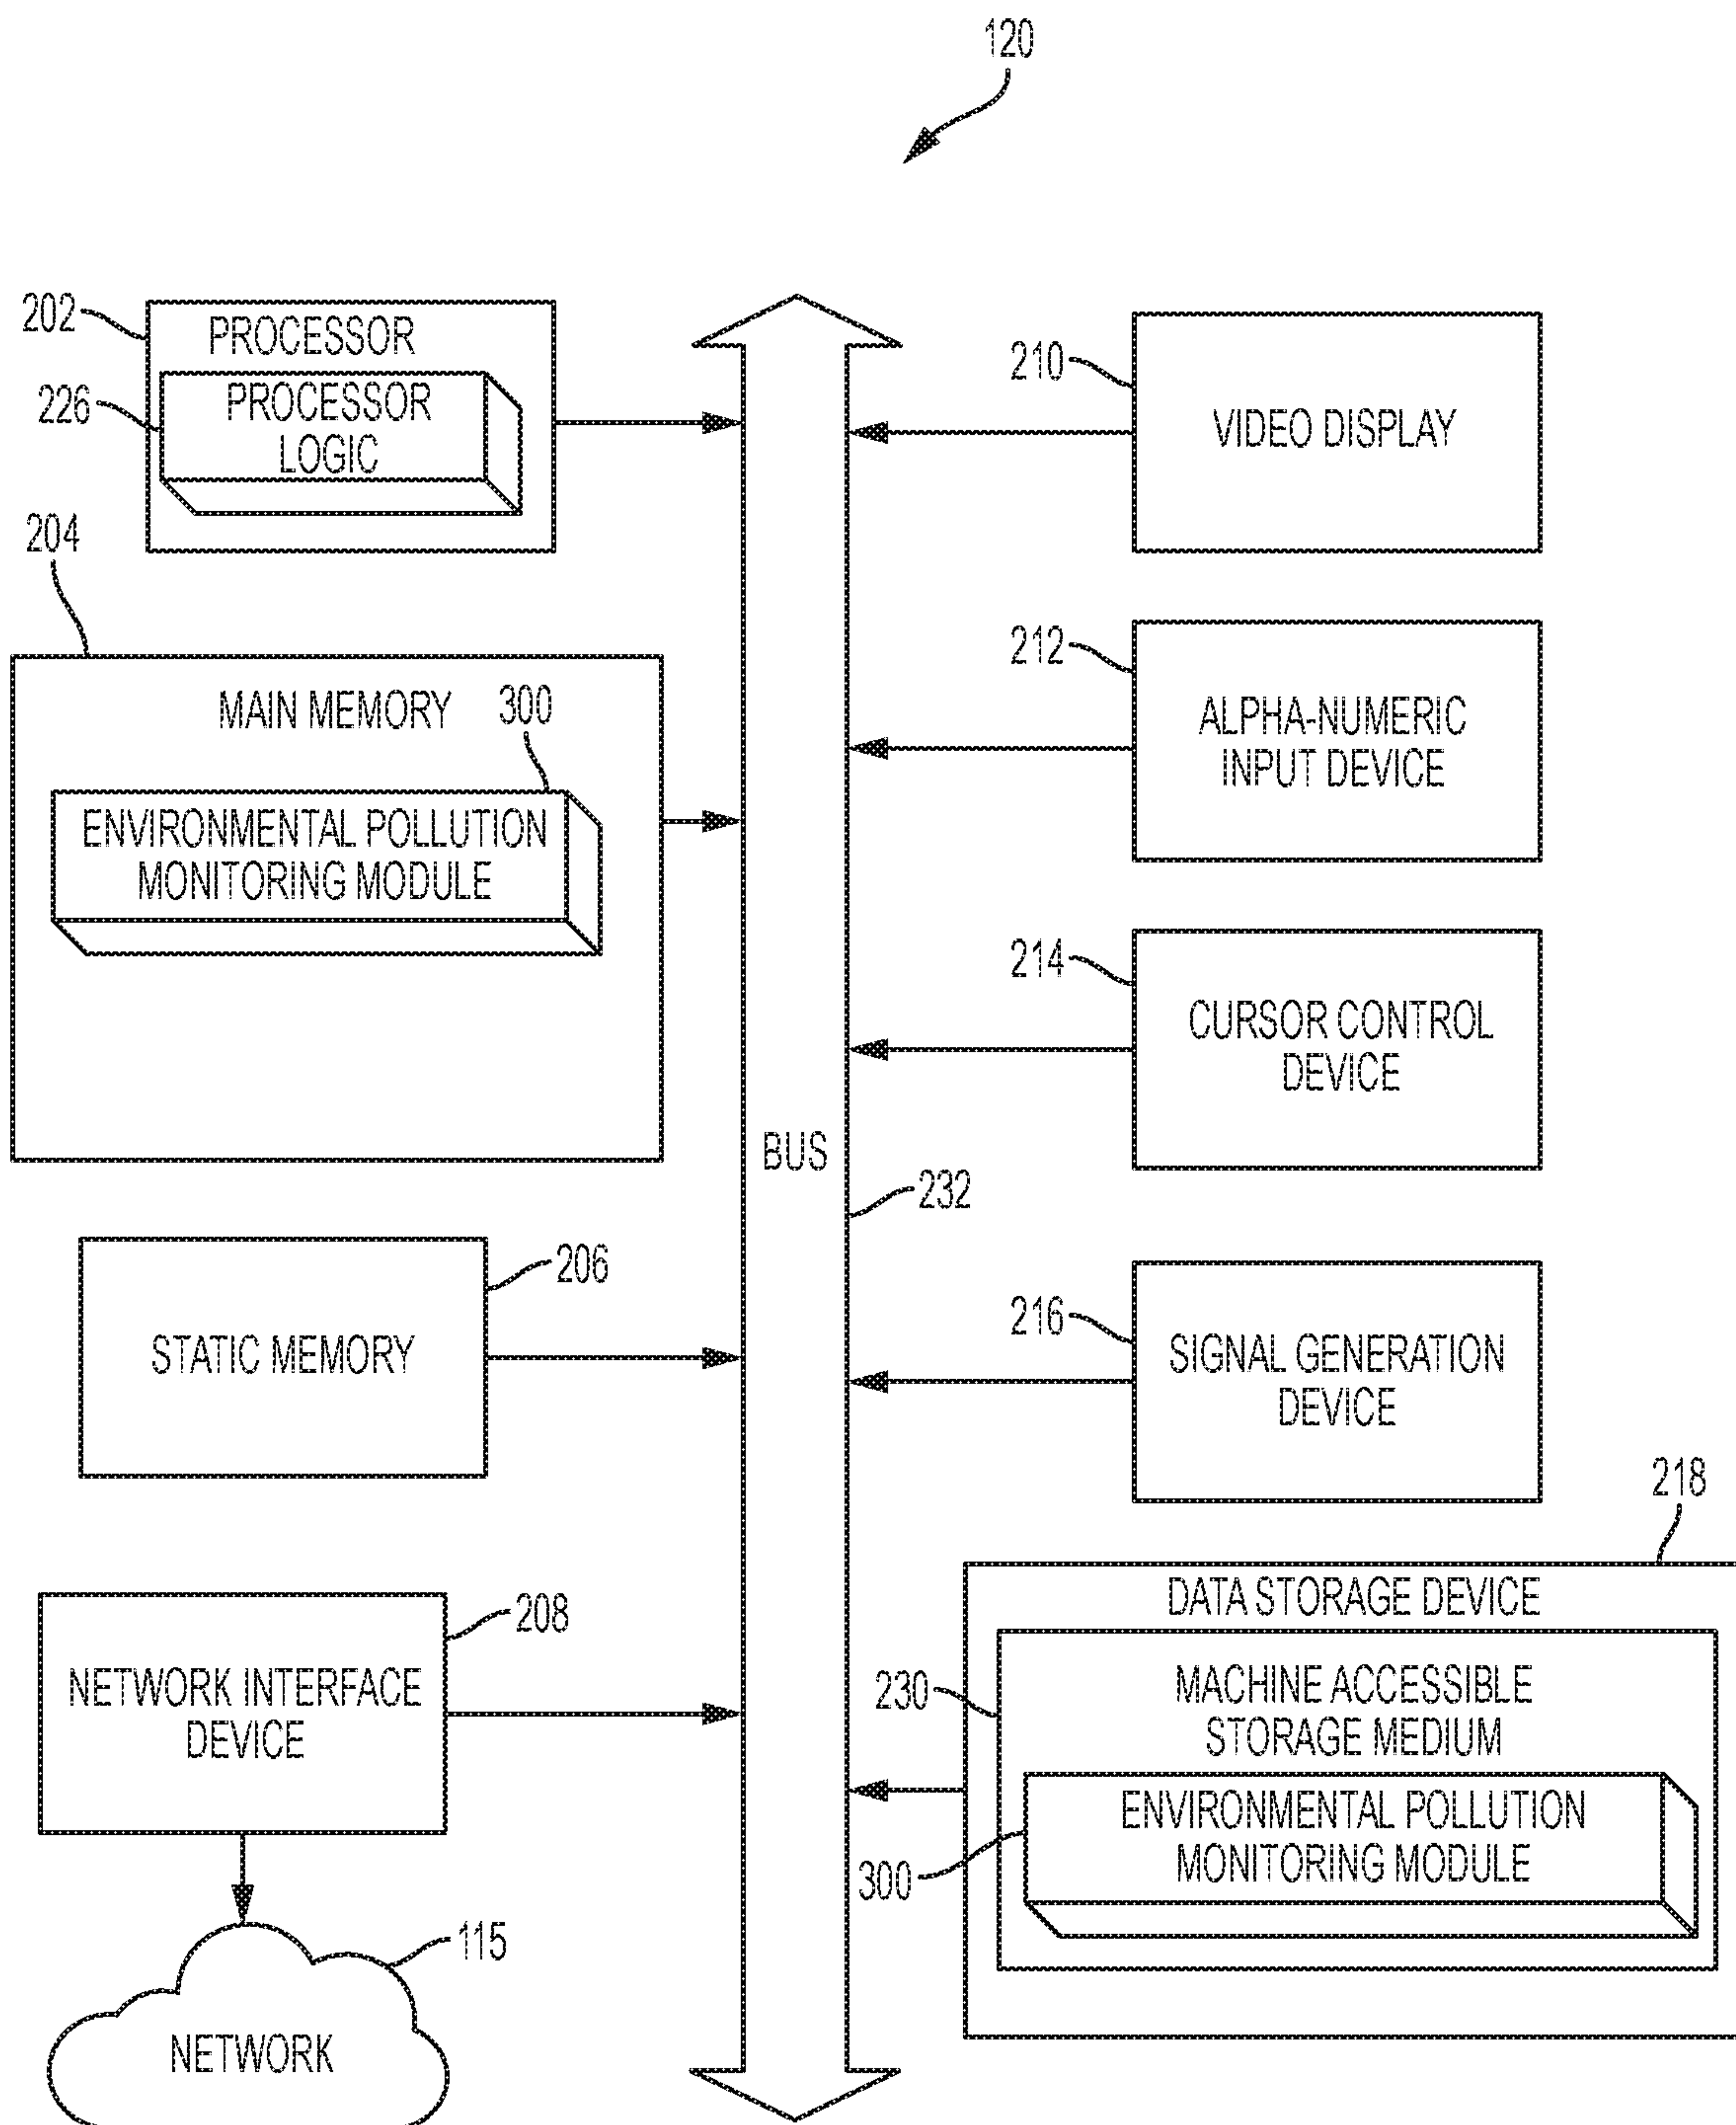 120
202
PROCESSOR
226
PROCESSOR
LOGIC
204
MAIN MEMORY
300
ENVIRONMENTAL POLLUTION
MONITORING MODULE
206
STATIC MEMORY
208
NETWORK INTERFACE
DEVICE
115
NETWORK
BUS
232
210
VIDEO DISPLAY
212
ALPHA-NUMERIC
INPUT DEVICE
214
CURSOR CONTROL
DEVICE
216
SIGNAL GENERATION
DEVICE
218
DATA STORAGE DEVICE
230
MACHINE ACCESSIBLE
STORAGE MEDIUM
300
ENVIRONMENTAL POLLUTION
MONITORING MODULE